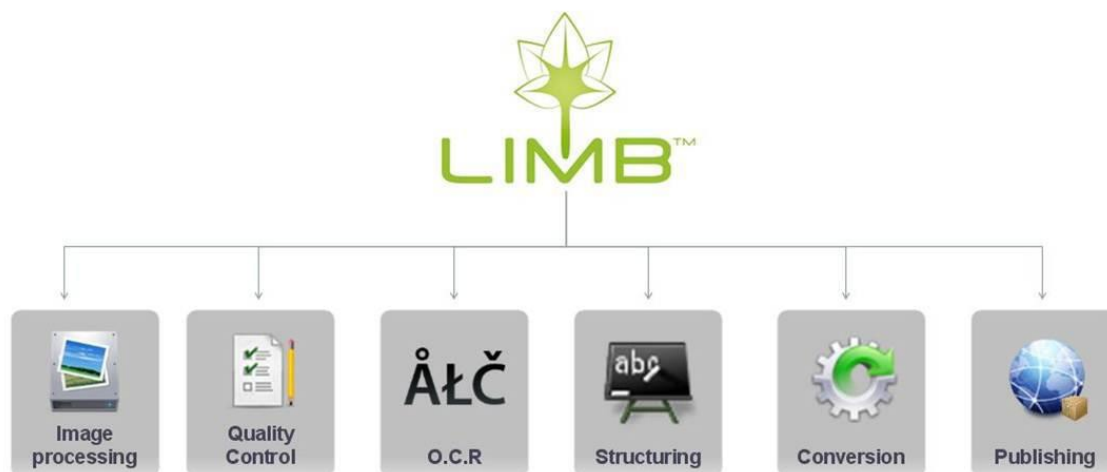 LIMB™
ÅŁČ
abc
Image
processing
Quality
Control
O.C.R
Structuring
Conversion
Publishing